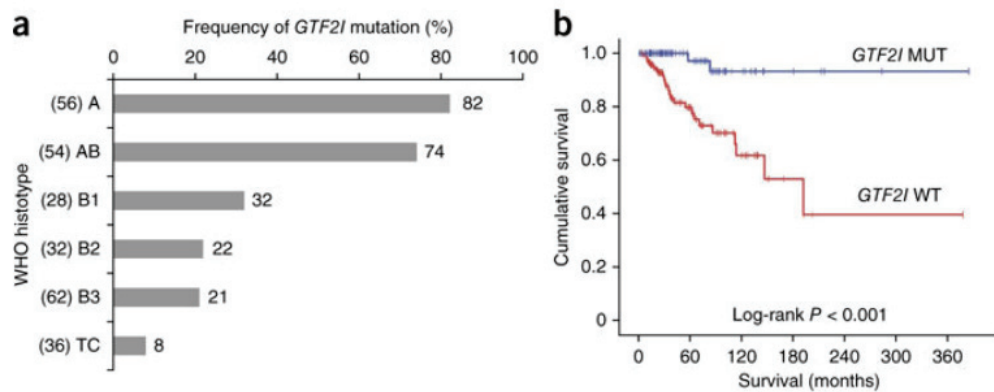 a
Frequency of GTF2I mutation (%)
0 20 40 60 80 100
WHO histotype
(56) A 82
(54) AB 74
(28) B1 32
(32) B2 22
(62) B3 21
(36) TC 8
b
Cumulative survival
1.0
0.8
0.6
0.4
0.2
0
GTF2I MUT
GTF2I WT
Log-rank P < 0.001
0 60 120 180 240 300 360
Survival (months)